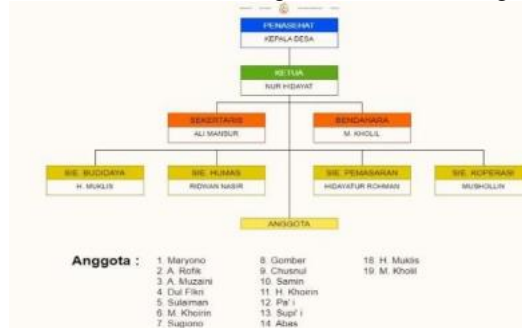 PENASEHAT
KEPALA DESA
KETUA
NUR HIDAYAT
SEKERTARIS
ALI MANSUR
BENDAHARA
M. KHOLIL
SIE. BUDIDAYA
H. MUKLIS
SIE. HUMAS
RIDWAN NASIR
SIE. PEMASARAN
HIDAYATUR ROHMAN
SIE. KOPERASI
MUSHOLLIN
ANGGOTA
Anggota :
1. Maryono
2. A. Rofik
3. A. Muzaini
4. Dul Fikri
5. Sulaiman
6. M. Khoirin
7. Sugiono
8. Gomber
9. Chusnul
10. Samin
11. H. Khoirin
12. Pa' i
13. Supi' i
14. Abas
18. H. Muklis
19. M. Kholil